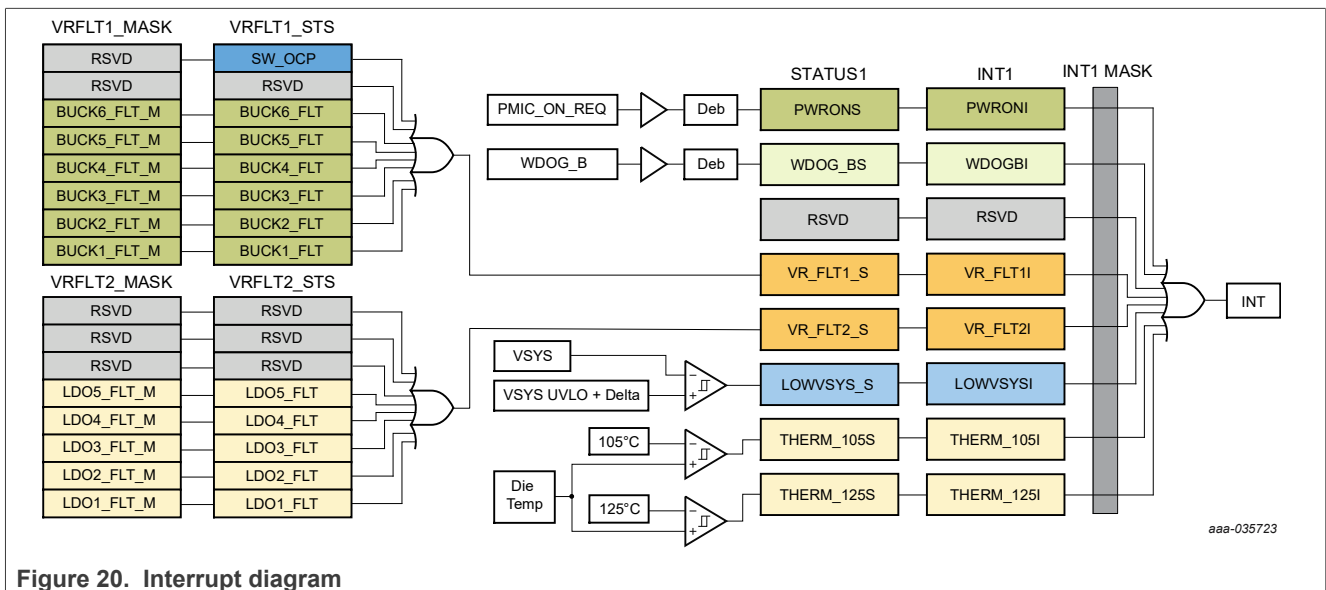 VRFLT1_MASK VRFLT1_STS
RSVD SW_OCP
RSVD RSVD
BUCK6_FLT_M BUCK6_FLT
BUCK5_FLT_M BUCK5_FLT
BUCK4_FLT_M BUCK4_FLT
BUCK3_FLT_M BUCK3_FLT
BUCK2_FLT_M BUCK2_FLT
BUCK1_FLT_M BUCK1_FLT
VRFLT2_MASK VRFLT2_STS
RSVD RSVD
RSVD RSVD
RSVD RSVD
LDO5_FLT_M LDO5_FLT
LDO4_FLT_M LDO4_FLT
LDO3_FLT_M LDO3_FLT
LDO2_FLT_M LDO2_FLT
LDO1_FLT_M LDO1_FLT
STATUS1 INT1 INT1 MASK
PMIC_ON_REQ Deb PWRONS PWRONI
WDOG_B Deb WDOG_BS WDOGBI
RSVD RSVD
VR_FLT1_S VR_FLT1I
INT
VR_FLT2_S VR_FLT2I
VSYS
−
LOWVSYS_S LOWVSYSI
VSYS UVLO + Delta
+
105°C
−
THERM_105S THERM_105I
+
Die
Temp
125°C
−
THERM_125S THERM_125I
+
aaa-035723
Figure 20. Interrupt diagram